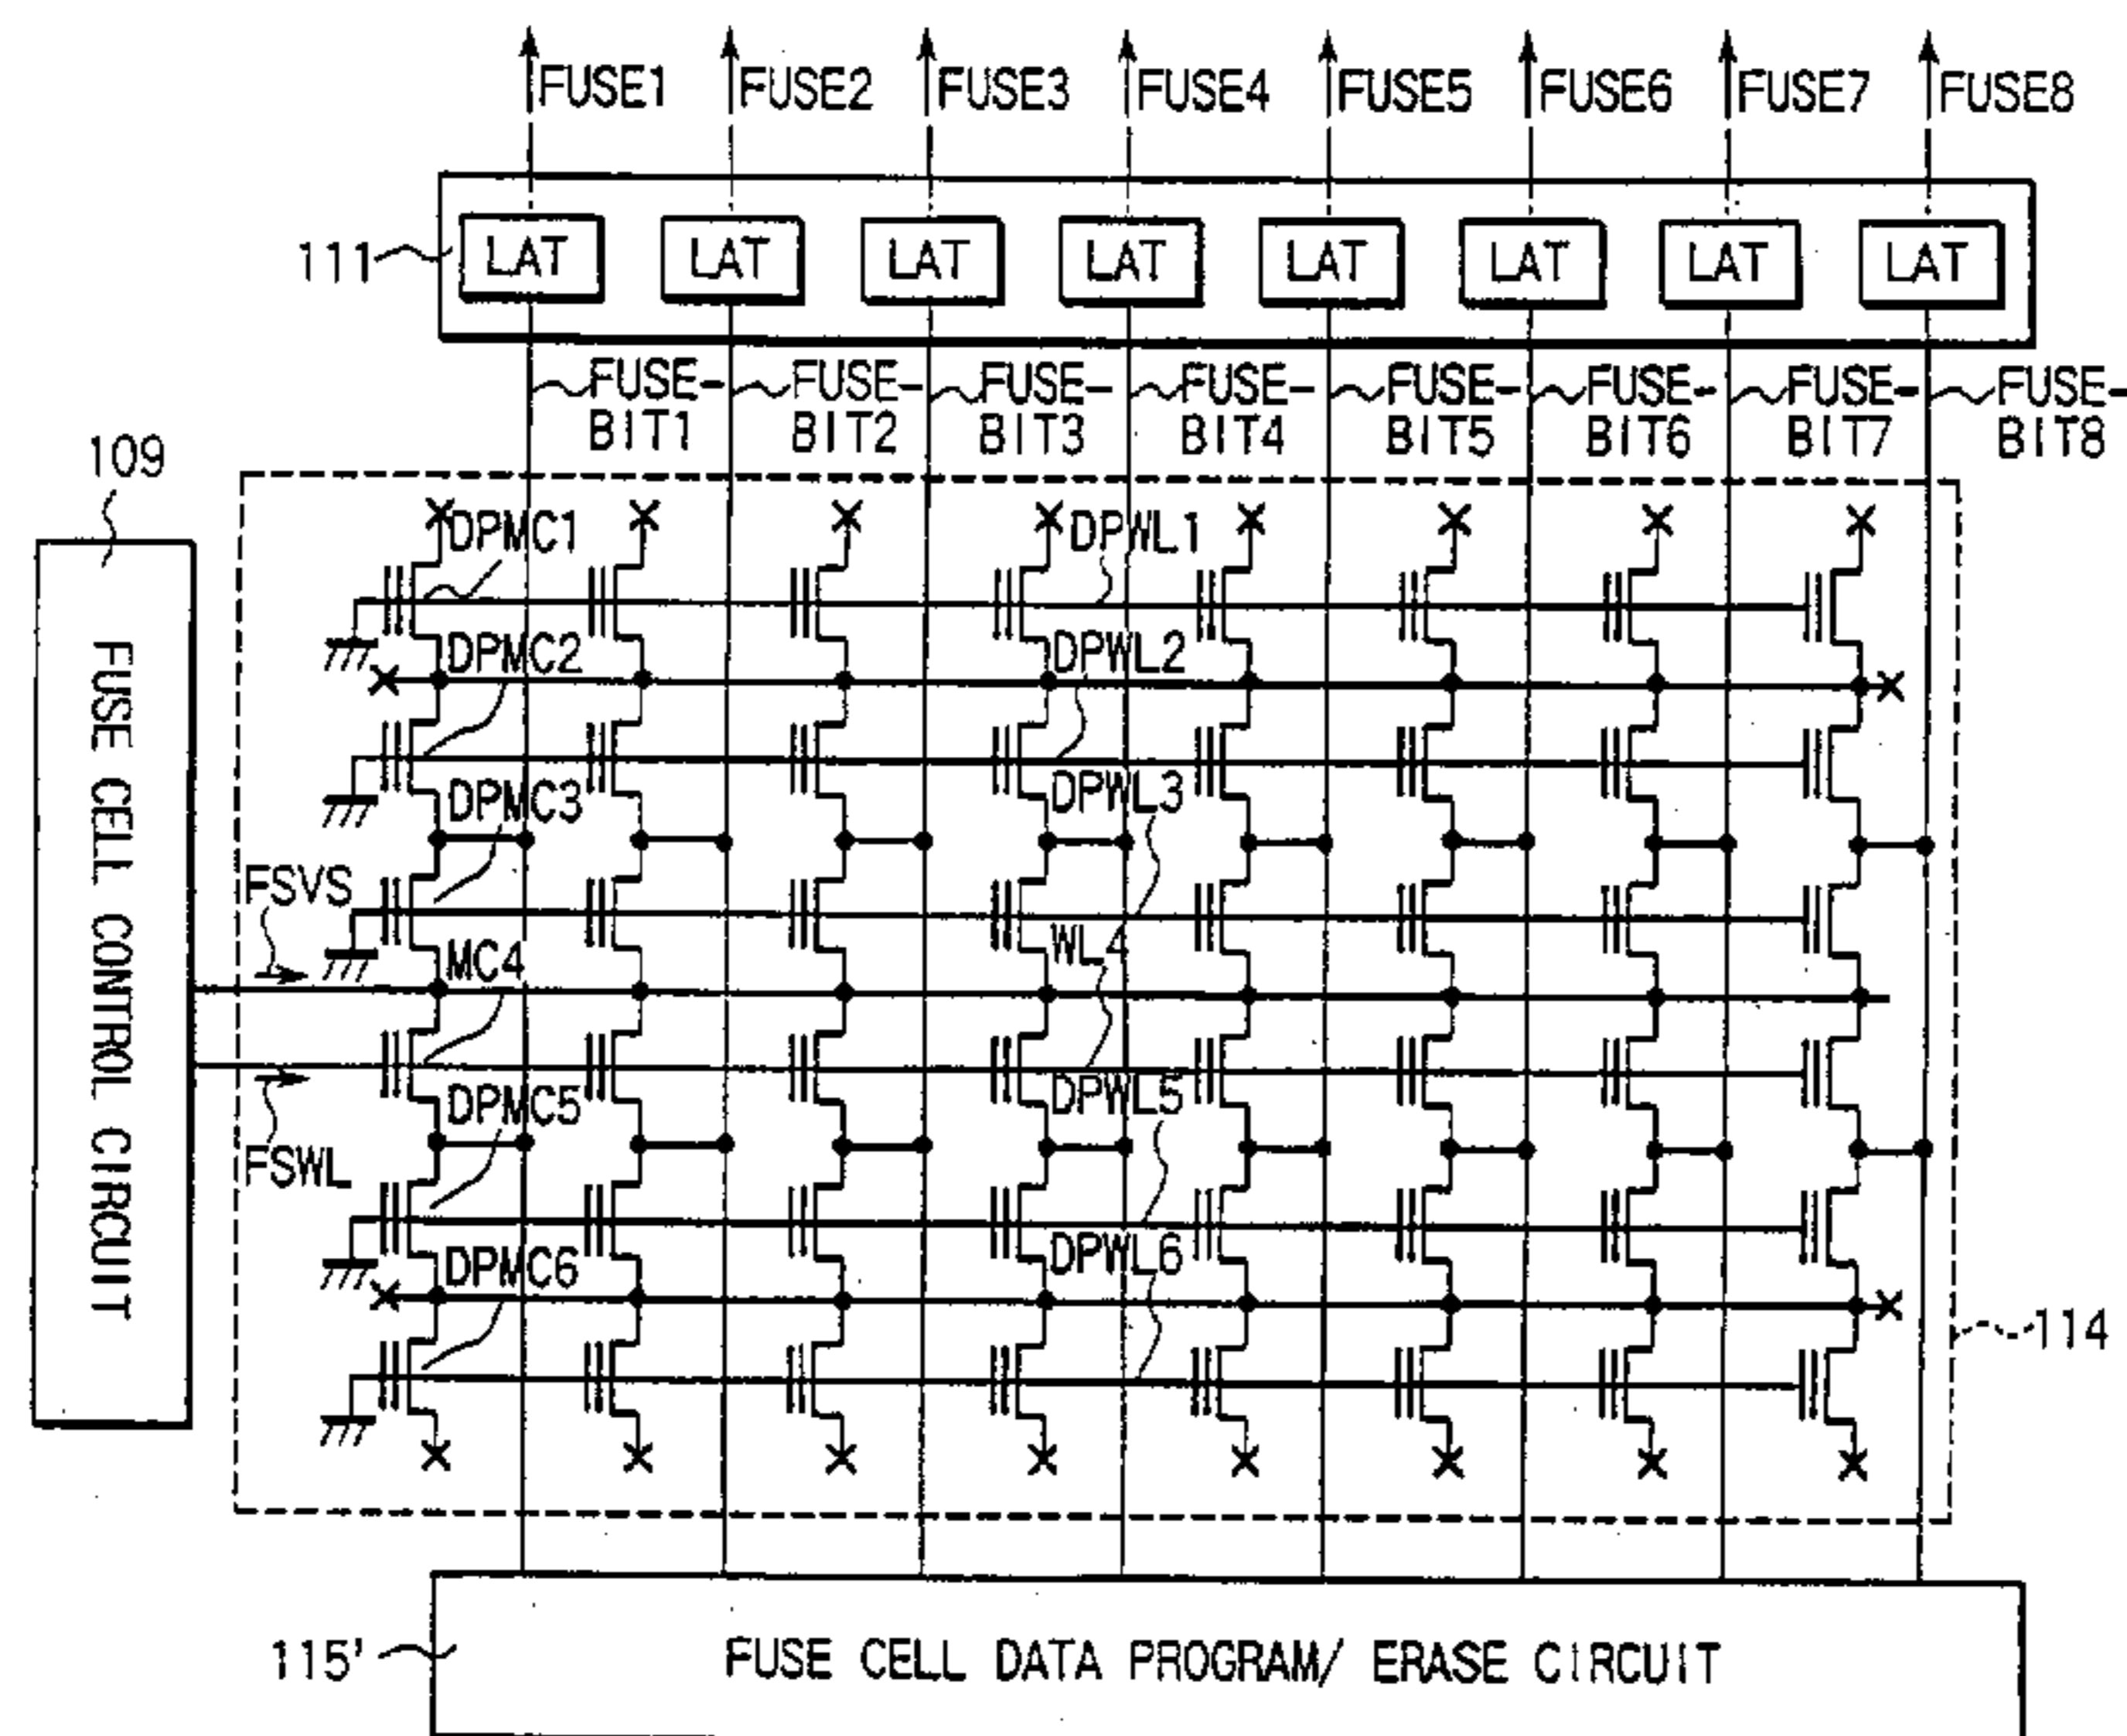 FUSE1 FUSE2 FUSE3 FUSE4 FUSE5 FUSE6 FUSE7 FUSE8
111 LAT LAT LAT LAT LAT LAT LAT LAT
FUSE- FUSE- FUSE- FUSE- FUSE- FUSE- FUSE- FUSE-
BIT1 BIT2 BIT3 BIT4 BIT5 BIT6 BIT7 BIT8
109
DPMC1 DPWL1
DPMC2 DPWL2
DPMC3 DPWL3
FSVS
MC4 WL4
DPMC5 DPWL5
FSWL
DPMC6 DPWL6
FUSE CELL CONTROL CIRCUIT
114
115' FUSE CELL DATA PROGRAM/ ERASE CIRCUIT